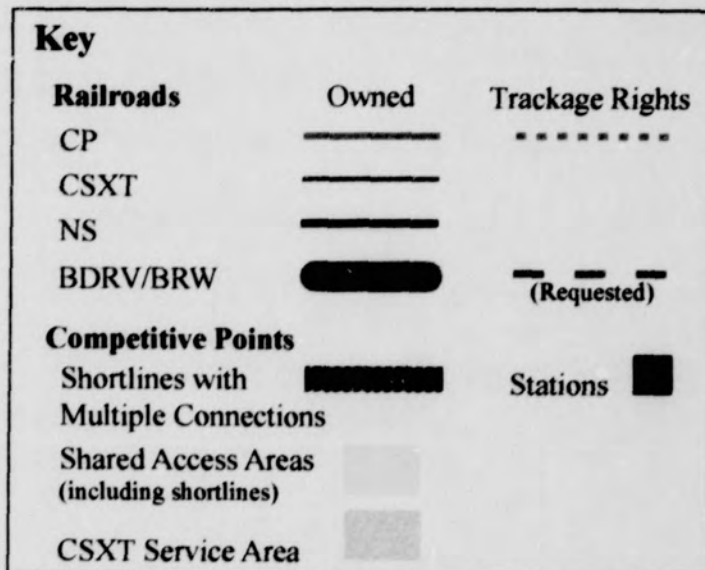 Key
Railroads Owned Trackage Rights
CP
CSXT
NS
BDRV/BRW
(Requested)
Competitive Points
Shortlines with Stations
Multiple Connections
Shared Access Areas
(including shortlines)
CSXT Service Area